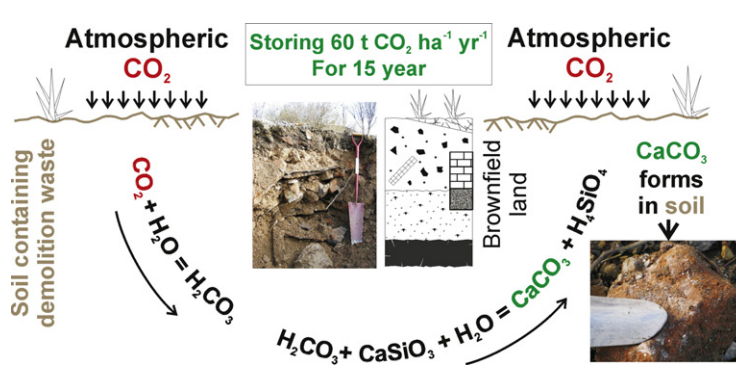 Atmospheric
CO₂
Storing 60 t CO₂ ha⁻¹ yr⁻¹
For 15 year
Atmospheric
CO₂
Soil containing
demolition waste
CO₂ + H₂O = H₂CO₃
H₂CO₃+ CaSiO₃ + H₂O = CaCO₃ + H₄SiO₄
Brownfield
land
CaCO₃
forms
in soil